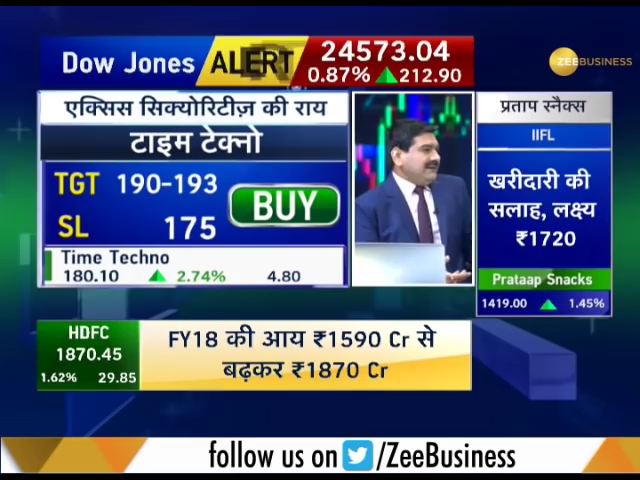 Dow Jones ALERT
24573.04
0.87% ▲ 212.90
ZEEBUSINESS
एक्सिस सिक्योरिटीज़ की राय
टाइम टेक्नो
TGT 190-193
SL 175
BUY
Time Techno
180.10 ▲ 2.74% 4.80
प्रताप स्नैक्स
IIFL
खरीदारी की
सलाह, लक्ष्य
₹1720
Prataap Snacks
1419.00 ▲ 1.45%
HDFC
1870.45
1.62% 29.85
FY18 की आय ₹1590 Cr से
बढ़कर ₹1870 Cr
follow us on /ZeeBusiness